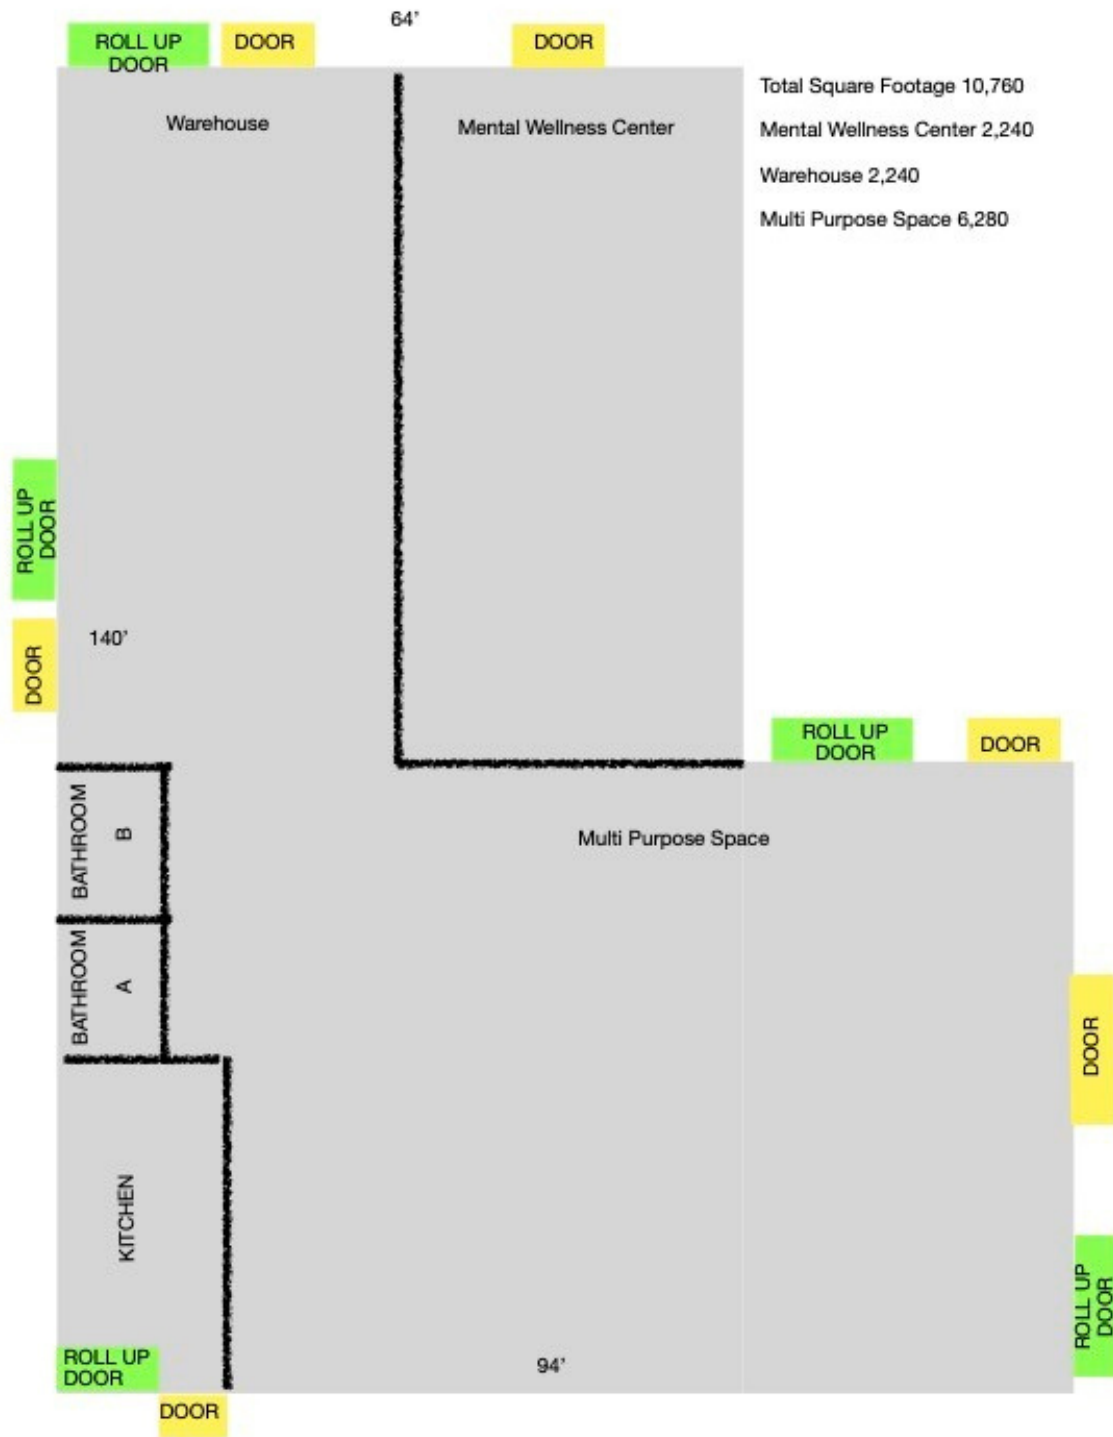 64’
ROLL UP
DOOR
DOOR
DOOR
Warehouse
Mental Wellness Center
Total Square Footage 10,760
Mental Wellness Center 2,240
Warehouse 2,240
Multi Purpose Space 6,280
ROLL UP
DOOR
140’
DOOR
ROLL UP
DOOR
DOOR
BATHROOM
B
Multi Purpose Space
BATHROOM
A
DOOR
KITCHEN
ROLL UP
DOOR
ROLL UP
DOOR
94’
DOOR